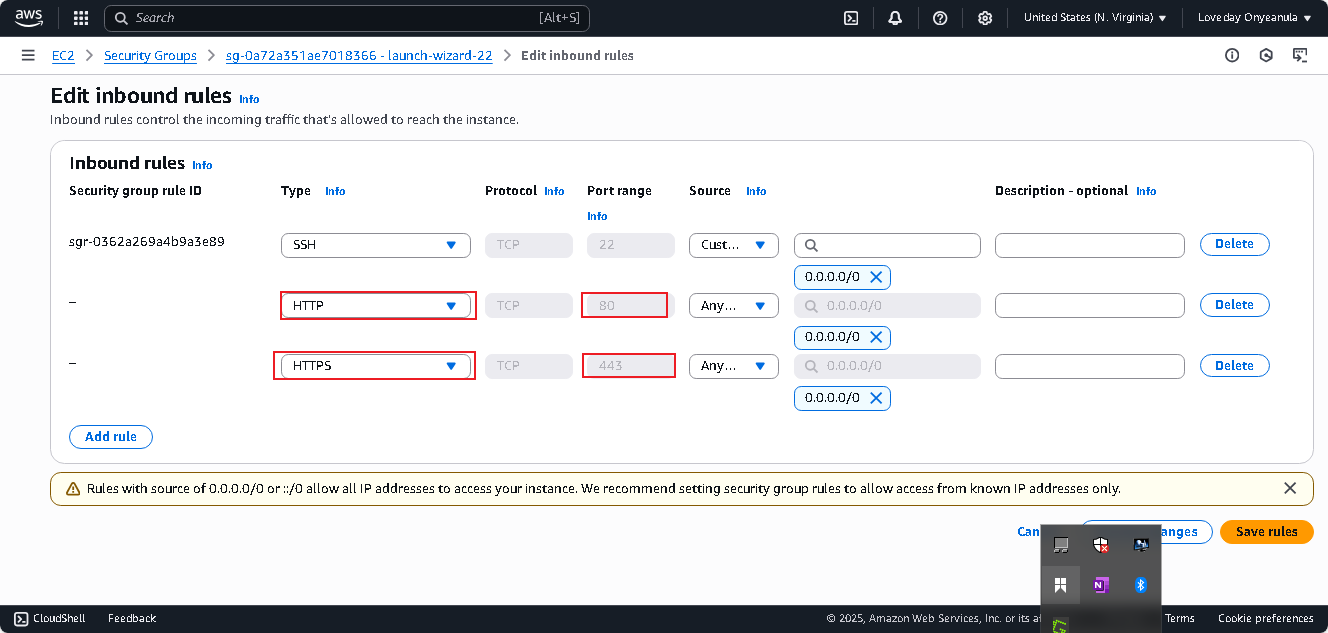 aws
Search [Alt+S]
United States (N. Virginia)
Loveday Onyeanula
EC2
Security Groups
sg-0a72a351ae7018366 - launch-wizard-22
Edit inbound rules
Edit inbound rules Info
Inbound rules control the incoming traffic that's allowed to reach the instance.
Inbound rules Info
Security group rule ID
Type Info
Protocol Info
Port range
Info
Source Info
Description - optional Info
sgr-0362a269a4b9a3e89
SSH
TCP
22
Cust...
Delete
0.0.0.0/0
–
HTTP
TCP
80
Any...
0.0.0.0/0
Delete
0.0.0.0/0
–
HTTPS
TCP
443
Any...
0.0.0.0/0
Delete
0.0.0.0/0
Add rule
Rules with source of 0.0.0.0/0 or ::/0 allow all IP addresses to access your instance. We recommend setting security group rules to allow access from known IP addresses only.
Can
anges
Save rules
N
CloudShell
Feedback
© 2025, Amazon Web Services, Inc. or its af
Terms
Cookie preferences